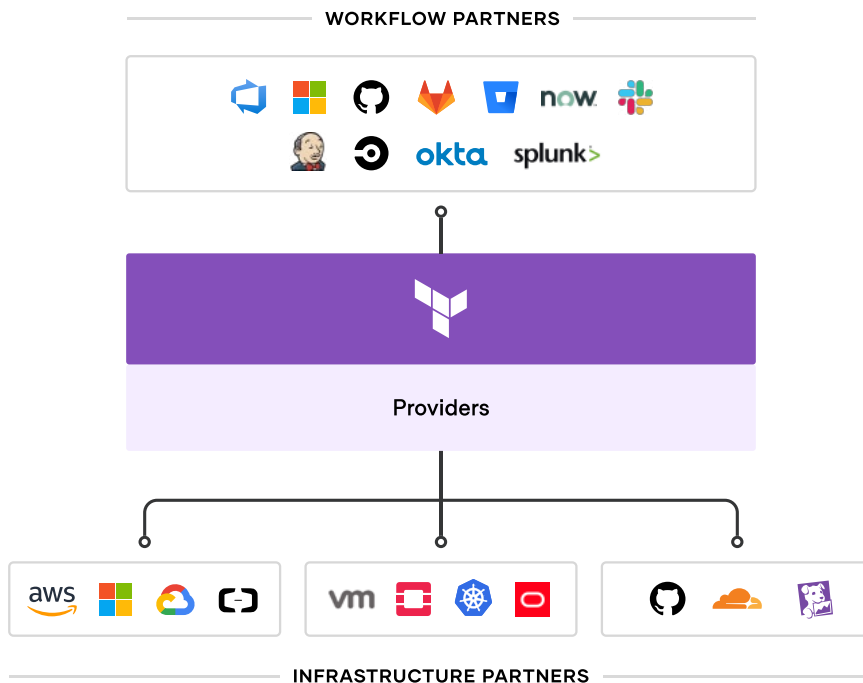 WORKFLOW PARTNERS
now
okta splunk>
Providers
aws vm
INFRASTRUCTURE PARTNERS